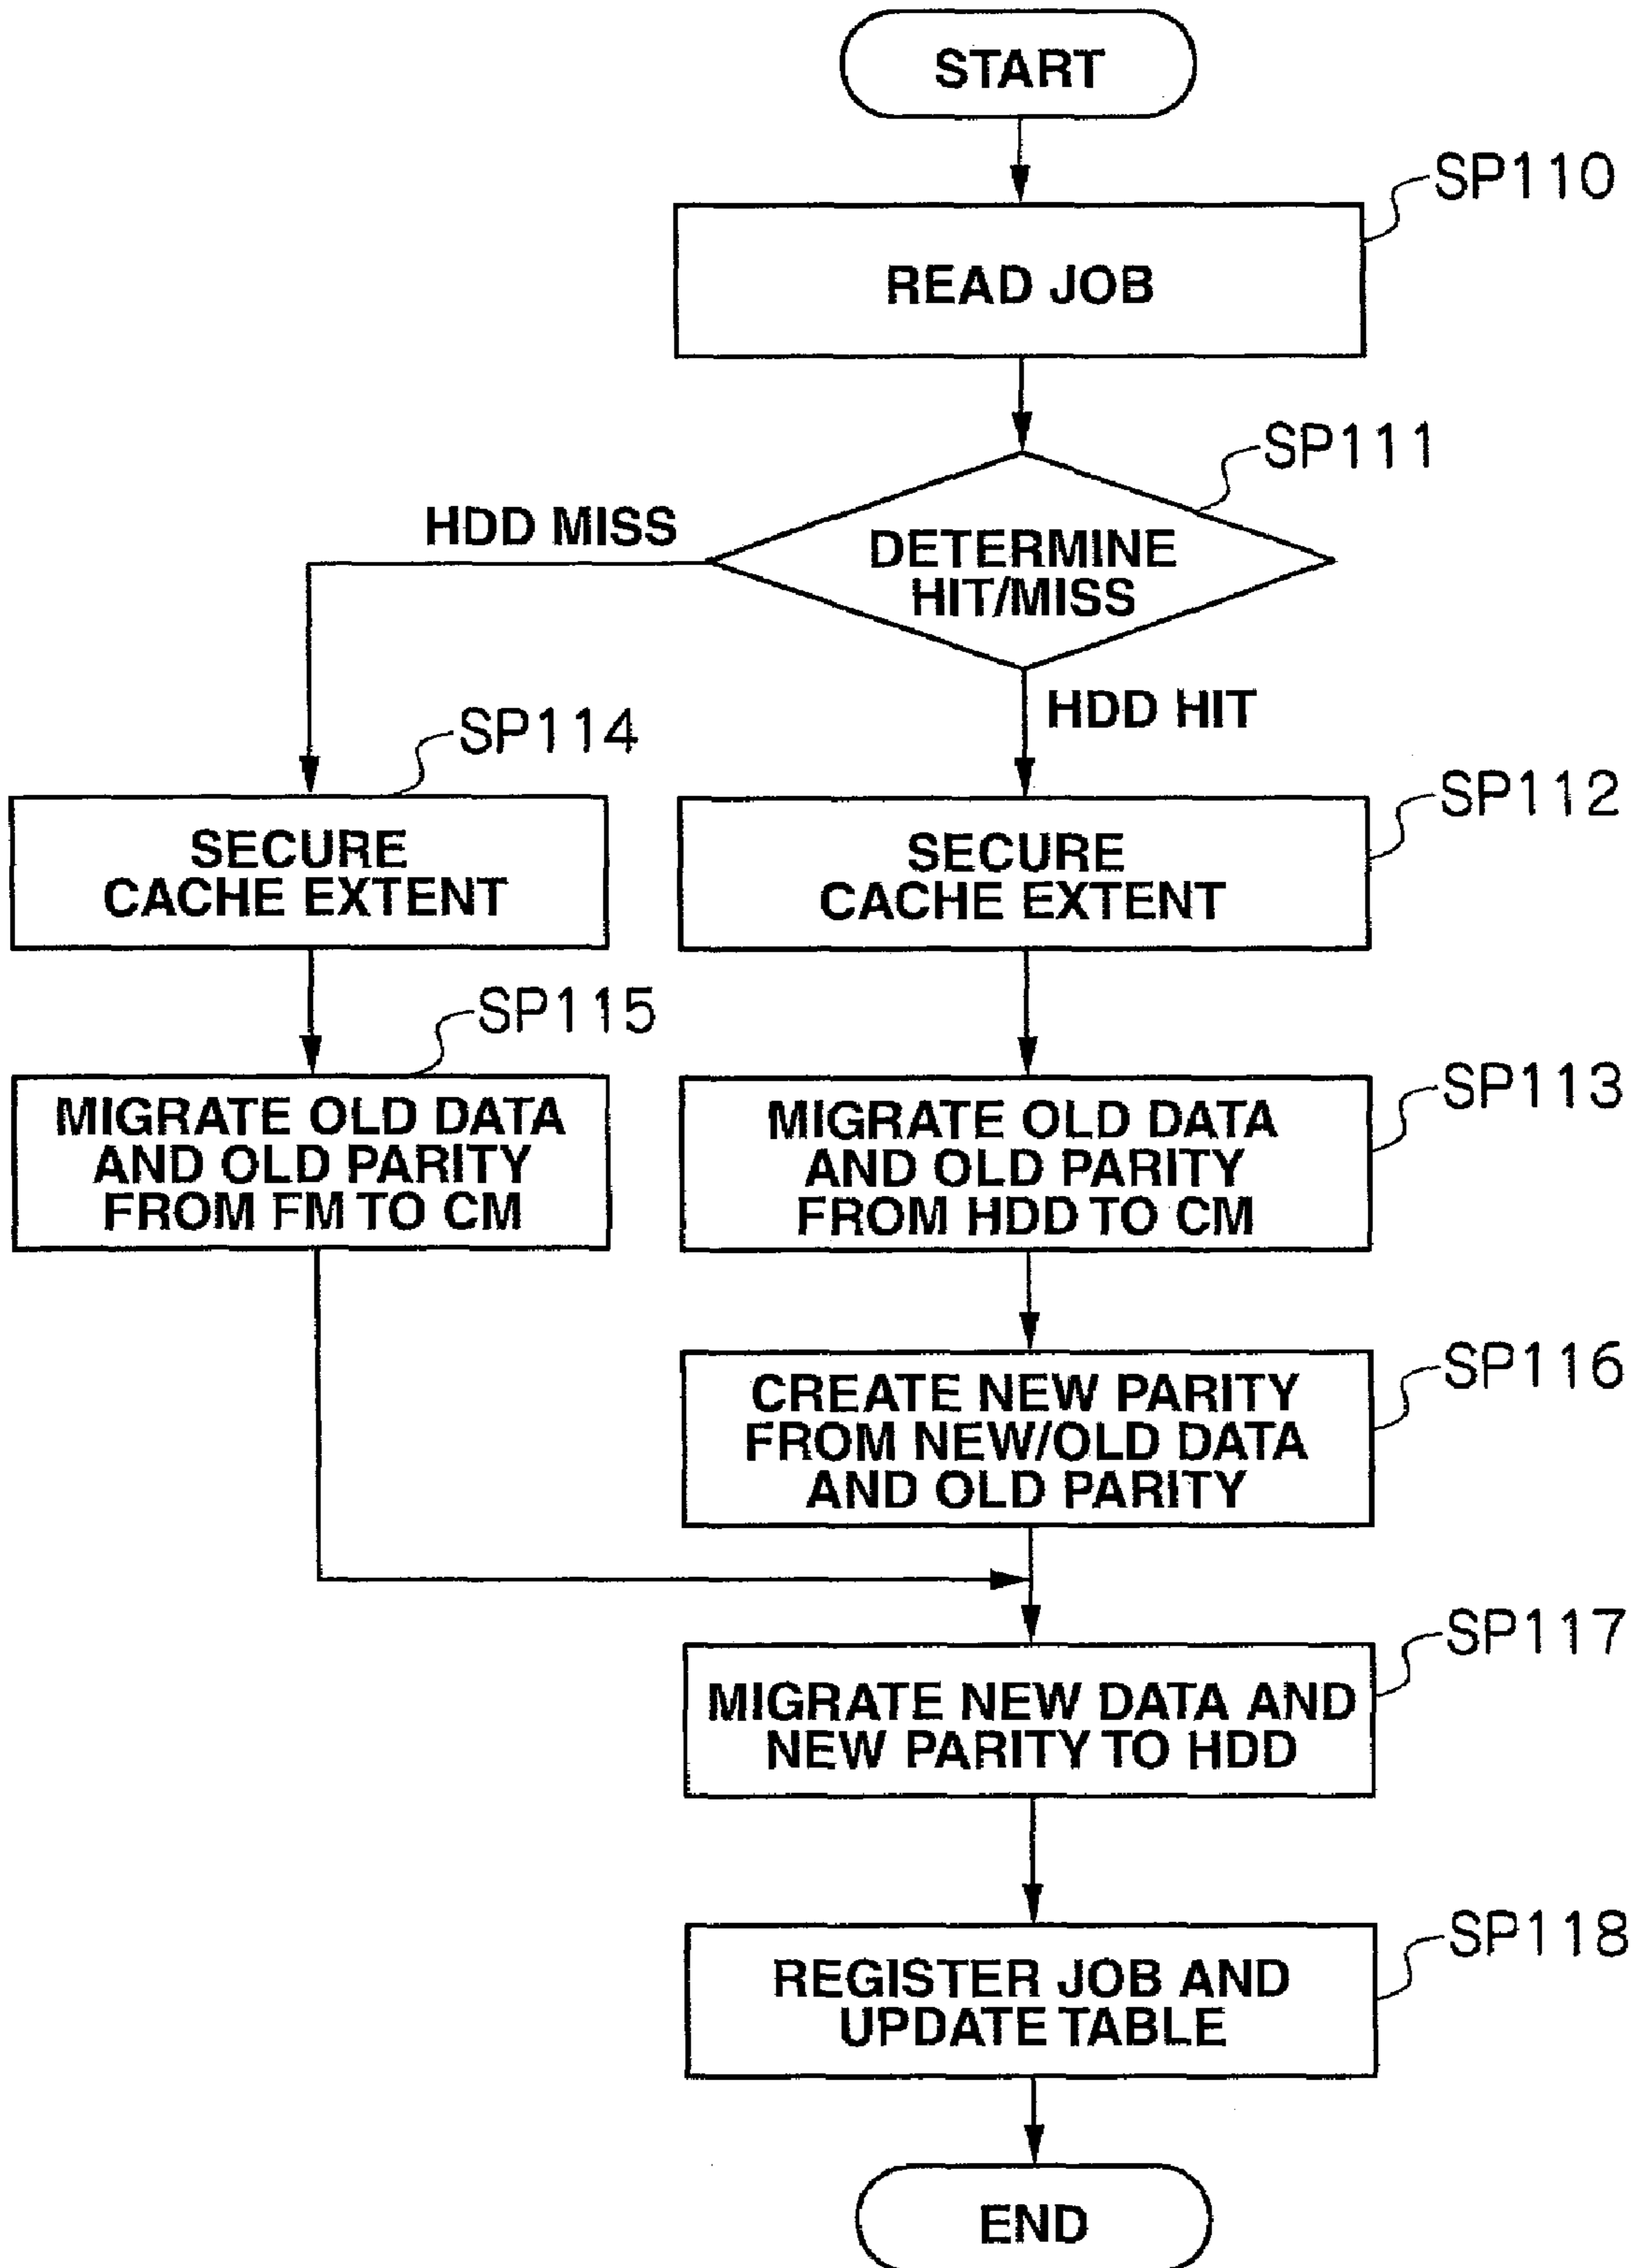 START
SP110
READ JOB
SP111
HDD MISS
DETERMINE
HIT/MISS
HDD HIT
SP114
SP112
SECURE
CACHE EXTENT
SECURE
CACHE EXTENT
SP115
SP113
MIGRATE OLD DATA
AND OLD PARITY
FROM FM TO CM
MIGRATE OLD DATA
AND OLD PARITY
FROM HDD TO CM
SP116
CREATE NEW PARITY
FROM NEW/OLD DATA
AND OLD PARITY
SP117
MIGRATE NEW DATA AND
NEW PARITY TO HDD
SP118
REGISTER JOB AND
UPDATE TABLE
END